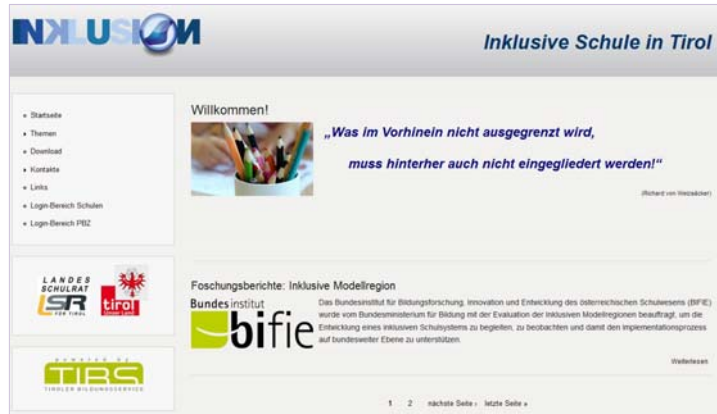 INKLUSION
Inklusive Schule in Tirol
Startseite
Themen
Download
Kontakte
Links
Login-Bereich Schulen
Login-Bereich PBZ
LANDES
SCHULRAT
LSR
FÜR TIROL
tirol
Unser Land
powered by
TIBS
TIROLER BILDUNGSSERVICE
Willkommen!
„Was im Vorhinein nicht ausgegrenzt wird,
muss hinterher auch nicht eingegliedert werden!“
(Richard von Weizsäcker)
Foschungsberichte: Inklusive Modellregion
Bundesinstitut
bifie
Das Bundesinstitut für Bildungsforschung, Innovation und Entwicklung des österreichischen Schulwesens (BIFIE)
wurde vom Bundesministerium für Bildung mit der Evaluation der Inklusiven Modellregionen beauftragt, um die
Entwicklung eines inklusiven Schulsystems zu begleiten, zu beobachten und damit den Implementationsprozess
auf bundesweiter Ebene zu unterstützen.
Weiterlesen
1 2 nächste Seite › letzte Seite »